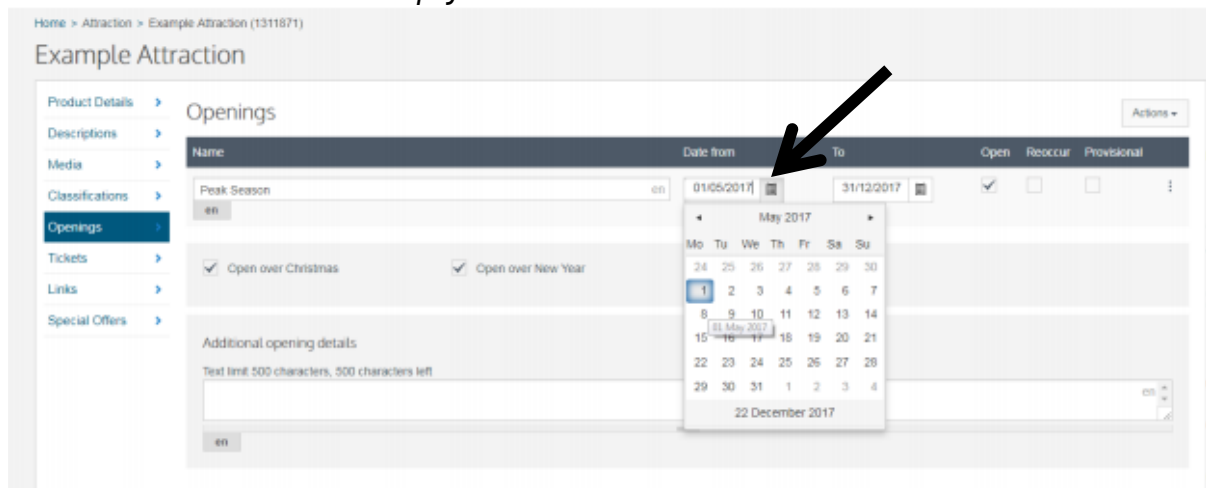 Home > Attraction > Example Attraction (1311871)
Example Attraction
Product Details
Descriptions
Media
Classifications
Openings
Tickets
Links
Special Offers
Openings
Actions
Name Date from To Open Reoccur Provisional
Peak Season en 01/05/2017 31/12/2017
en
May 2017
Mo Tu We Th Fr Sa Su
24 25 26 27 28 29 30
1 2 3 4 5 6 7
8 9 10 11 12 13 14
01 May 2017
15 16 17 18 19 20 21
22 23 24 25 26 27 28
29 30 31 1 2 3 4
22 December 2017
Open over Christmas Open over New Year
Additional opening details
Text limit 500 characters, 500 characters left
en
en